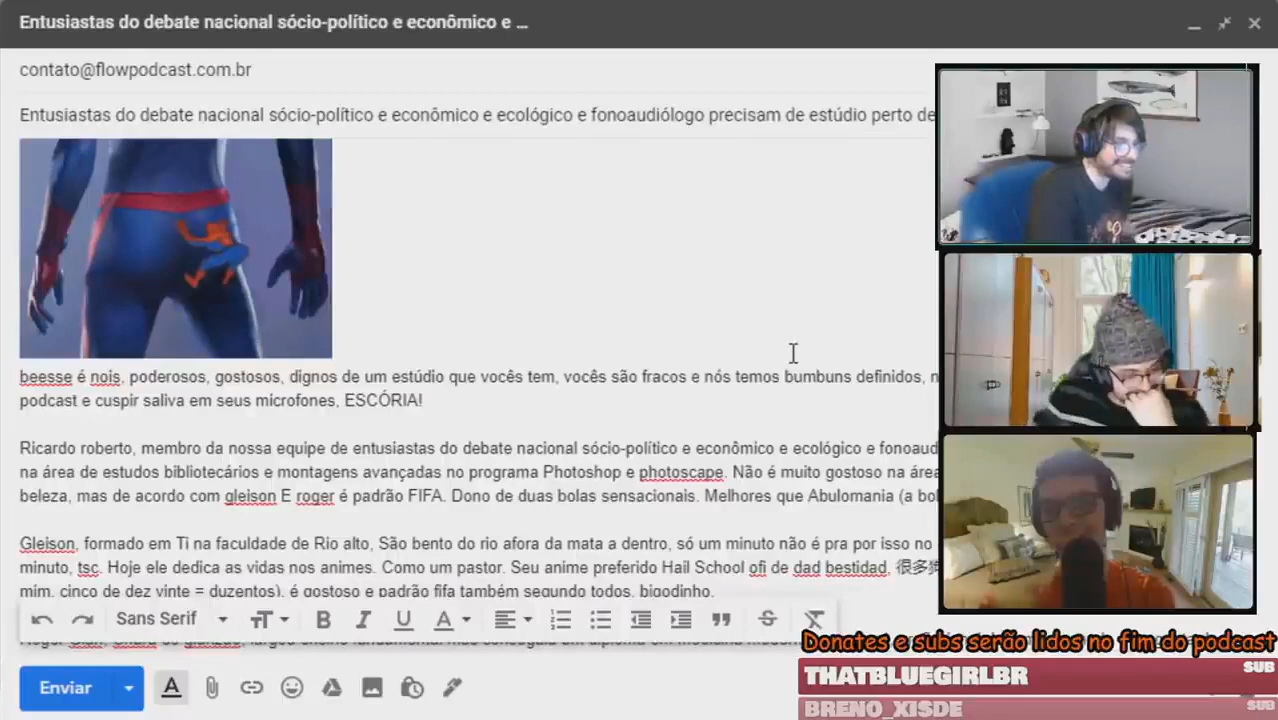 Entusiastas do debate nacional sócio-político e econômico e ...
contato@flowpodcast.com.br
Entusiastas do debate nacional sócio-político e econômico e ecológico e fonoaudiólogo precisam de estúdio perto de
beesse é nois, poderosos, gostosos, dignos de um estúdio que vocês tem, vocês são fracos e nós temos bumbuns definidos, n
podcast e cuspir saliva em seus microfones, ESCÓRIA!
Ricardo roberto, membro da nossa equipe de entusiastas do debate nacional sócio-político e econômico e ecológico e fonoaud
na área de estudos bibliotecários e montagens avançadas no programa Photoshop e photoscape. Não é muito gostoso na área
beleza, mas de acordo com gleison E roger é padrão FIFA. Dono de duas bolas sensacionais. Melhores que Abulomania (a bol
Gleison, formado em Ti na faculdade de Rio alto, São bento do rio afora da mata a dentro, só um minuto não é pra por isso no
minuto, tsc. Hoje ele dedica as vidas nos animes. Como um pastor. Seu anime preferido Hail School ofi de dad bestidad, 很多狗
mim, cinco de dez vinte = duzentos), é gostoso e padrão fifa também segundo todos, bigodinho.
Sans Serif
Enviar
Donates e subs serão lidos no fim do podcast
THATBLUEGIRLBR SUB
BRENO_XISDE SUB